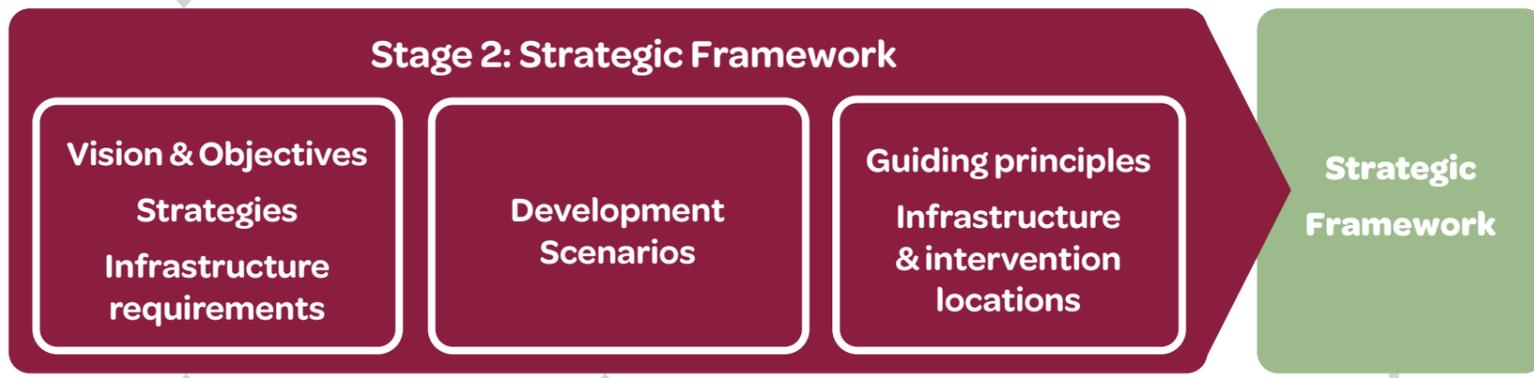 Stage 2: Strategic Framework
Vision & Objectives
Strategies
Infrastructure
requirements
Development
Scenarios
Guiding principles
Infrastructure
& intervention
locations
Strategic
Framework